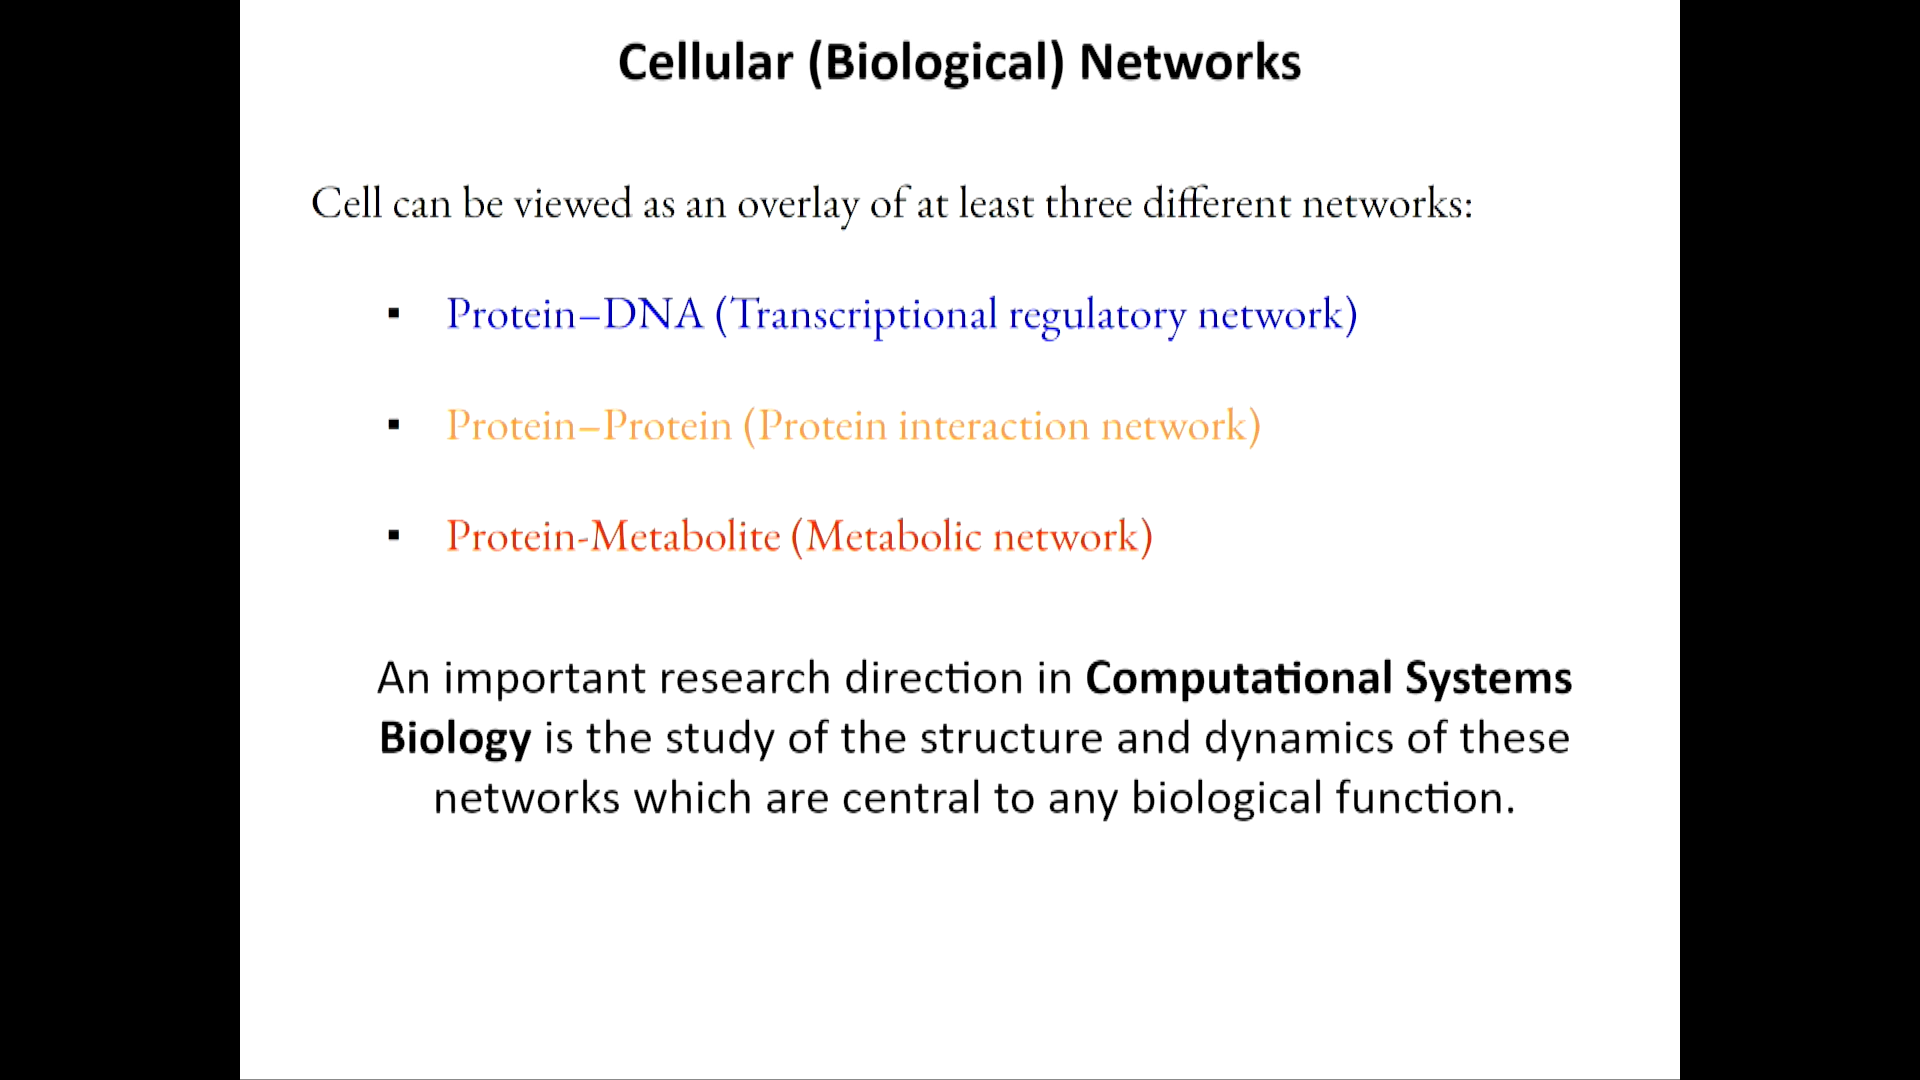 Cellular (Biological) Networks
Cell can be viewed as an overlay of at least three different networks:
▪ Protein–DNA (Transcriptional regulatory network)
▪ Protein–Protein (Protein interaction network)
▪ Protein-Metabolite (Metabolic network)
An important research direction in Computational Systems
Biology is the study of the structure and dynamics of these
networks which are central to any biological function.